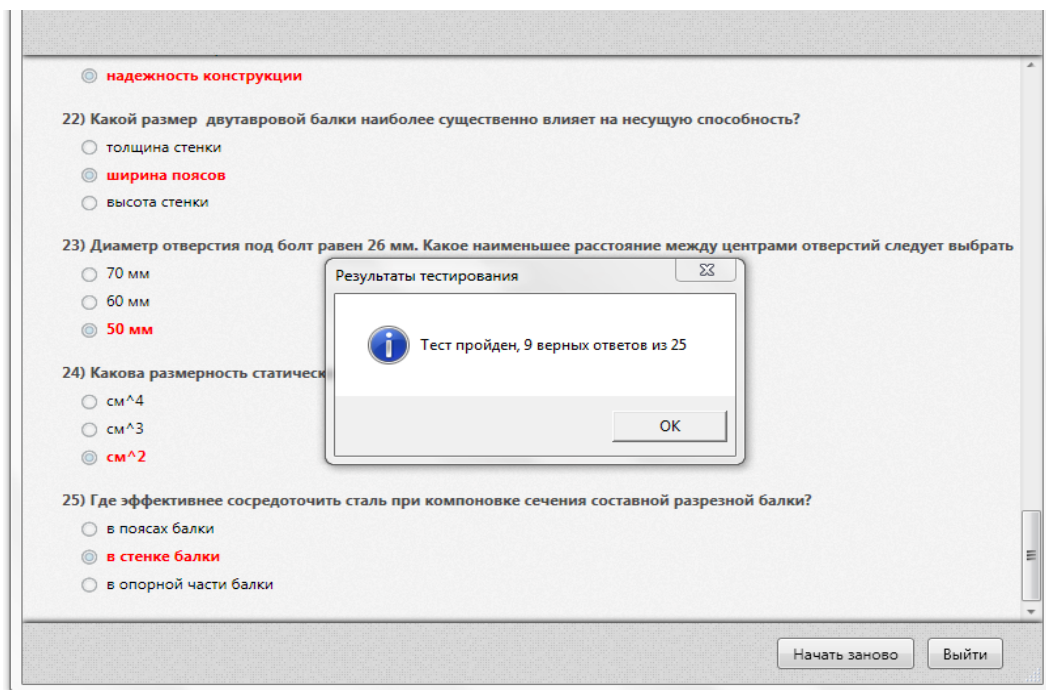 надежность конструкции
22) Какой размер двутавровой балки наиболее существенно влияет на несущую способность?
толщина стенки
ширина поясов
высота стенки
23) Диаметр отверстия под болт равен 26 мм. Какое наименьшее расстояние между центрами отверстий следует выбрать
70 мм
60 мм
50 мм
Результаты тестирования
Тест пройден, 9 верных ответов из 25
OK
24) Какова размерность
см^4
см^3
см^2
25) Где эффективнее сосредоточить сталь при компоновке сечения составной разрезной балки?
в поясах балки
в стенке балки
в опорной части балки
Начать заново
Выйти